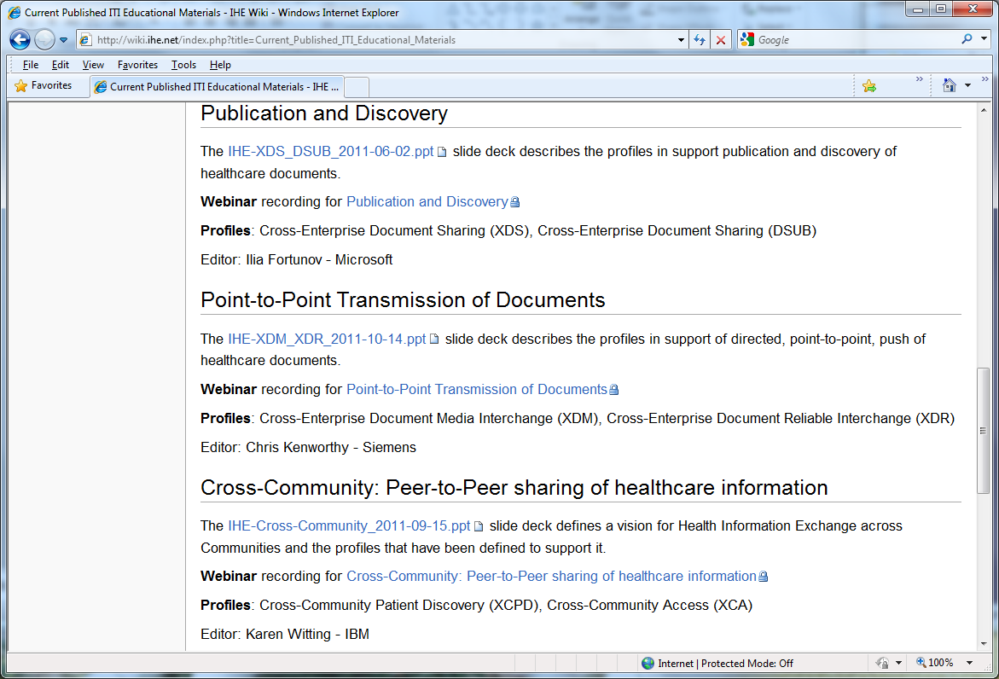 Current Published ITI Educational Materials - IHE Wiki - Windows Internet Explorer
http://wiki.ihe.net/index.php?title=Current_Published_ITI_Educational_Materials
Google
File Edit View Favorites Tools Help
Favorites
Current Published ITI Educational Materials - IHE ...
Publication and Discovery
The IHE-XDS_DSUB_2011-06-02.ppt slide deck describes the profiles in support publication and discovery of
healthcare documents.
Webinar recording for Publication and Discovery
Profiles: Cross-Enterprise Document Sharing (XDS), Cross-Enterprise Document Sharing (DSUB)
Editor: Ilia Fortunov - Microsoft
Point-to-Point Transmission of Documents
The IHE-XDM_XDR_2011-10-14.ppt slide deck describes the profiles in support of directed, point-to-point, push of
healthcare documents.
Webinar recording for Point-to-Point Transmission of Documents
Profiles: Cross-Enterprise Document Media Interchange (XDM), Cross-Enterprise Document Reliable Interchange (XDR)
Editor: Chris Kenworthy - Siemens
Cross-Community: Peer-to-Peer sharing of healthcare information
The IHE-Cross-Community_2011-09-15.ppt slide deck defines a vision for Health Information Exchange across
Communities and the profiles that have been defined to support it.
Webinar recording for Cross-Community: Peer-to-Peer sharing of healthcare information
Profiles: Cross-Community Patient Discovery (XCPD), Cross-Community Access (XCA)
Editor: Karen Witting - IBM
Internet | Protected Mode: Off
100%